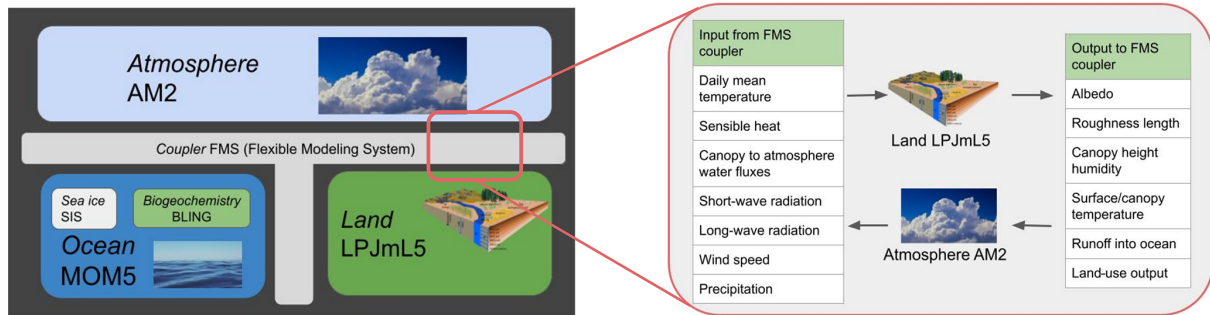 Atmosphere
AM2
Coupler FMS (Flexible Modeling System)
Sea ice
SIS
Biogeochemistry
BLING
Ocean
MOM5
Land
LPJmL5
Input from FMS
coupler
Daily mean
temperature
Sensible heat
Canopy to atmosphere
water fluxes
Short-wave radiation
Long-wave radiation
Wind speed
Precipitation
Land LPJmL5
Atmosphere AM2
Output to FMS
coupler
Albedo
Roughness length
Canopy height
humidity
Surface/canopy
temperature
Runoff into ocean
Land-use output